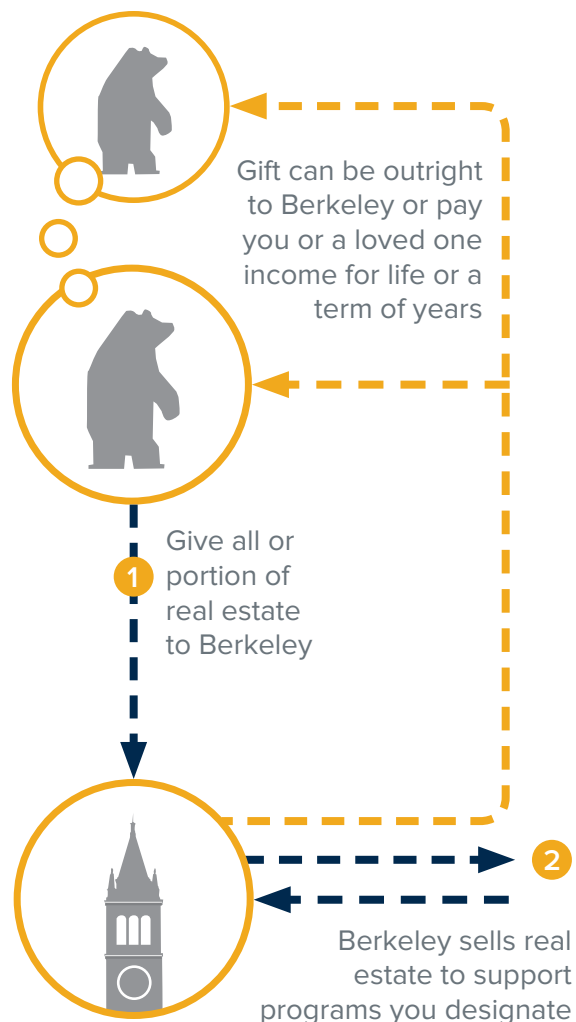 Gift can be outright
to Berkeley or pay
you or a loved one
income for life or a
term of years
1
Give all or
portion of
real estate
to Berkeley
2
Berkeley sells real
estate to support
programs you designate